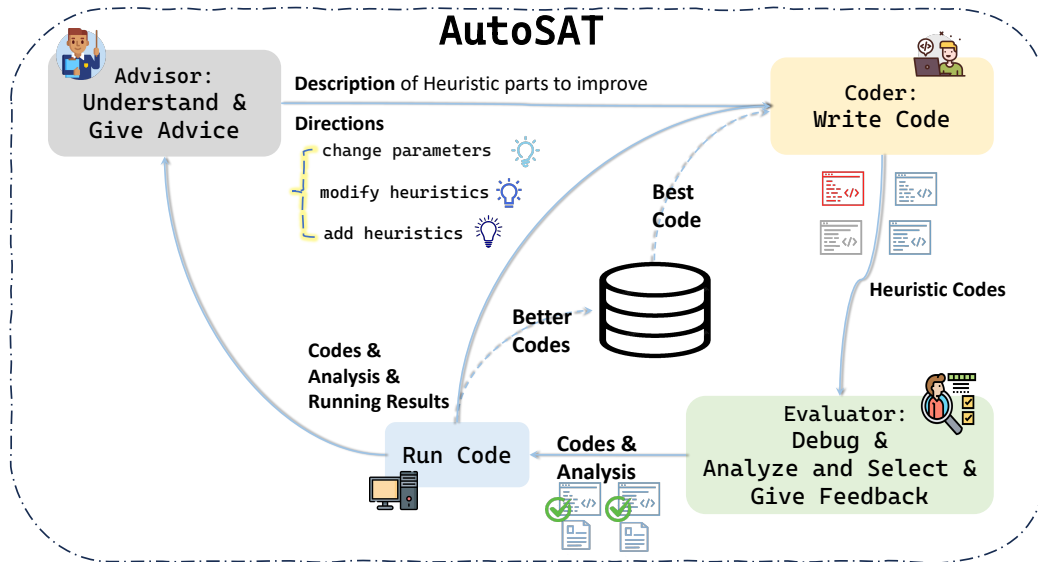 AutoSAT
Advisor:
Understand &
Give Advice
Description of Heuristic parts to improve
Directions
change parameters
modify heuristics
add heuristics
Coder:
Write Code
Best
Code
Heuristic Codes
Better
Codes
Codes &
Analysis &
Running Results
Run Code
Codes &
Analysis
Evaluator:
Debug &
Analyze and Select &
Give Feedback